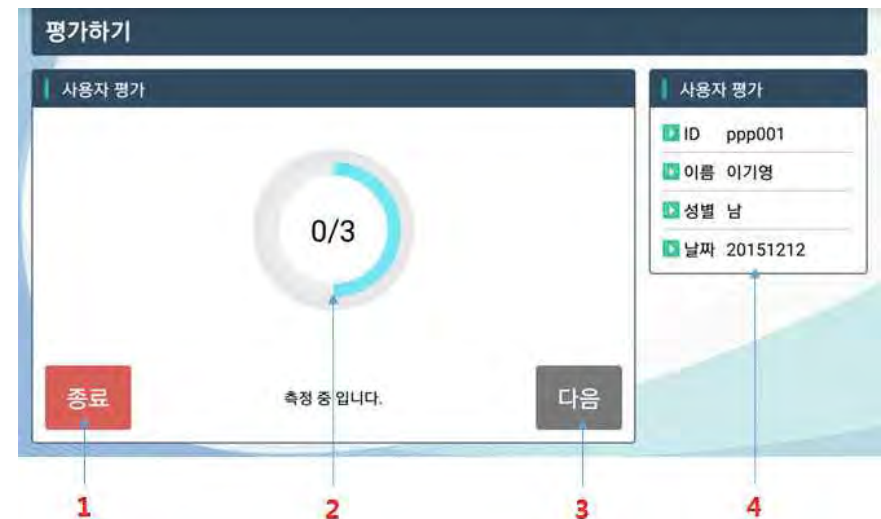 평가하기
사용자 평가
0/3
측정 중 입니다.
종료
다음
사용자 평가
ID ppp001
이름 이기영
성별 남
날짜 20151212
1
2
3
4